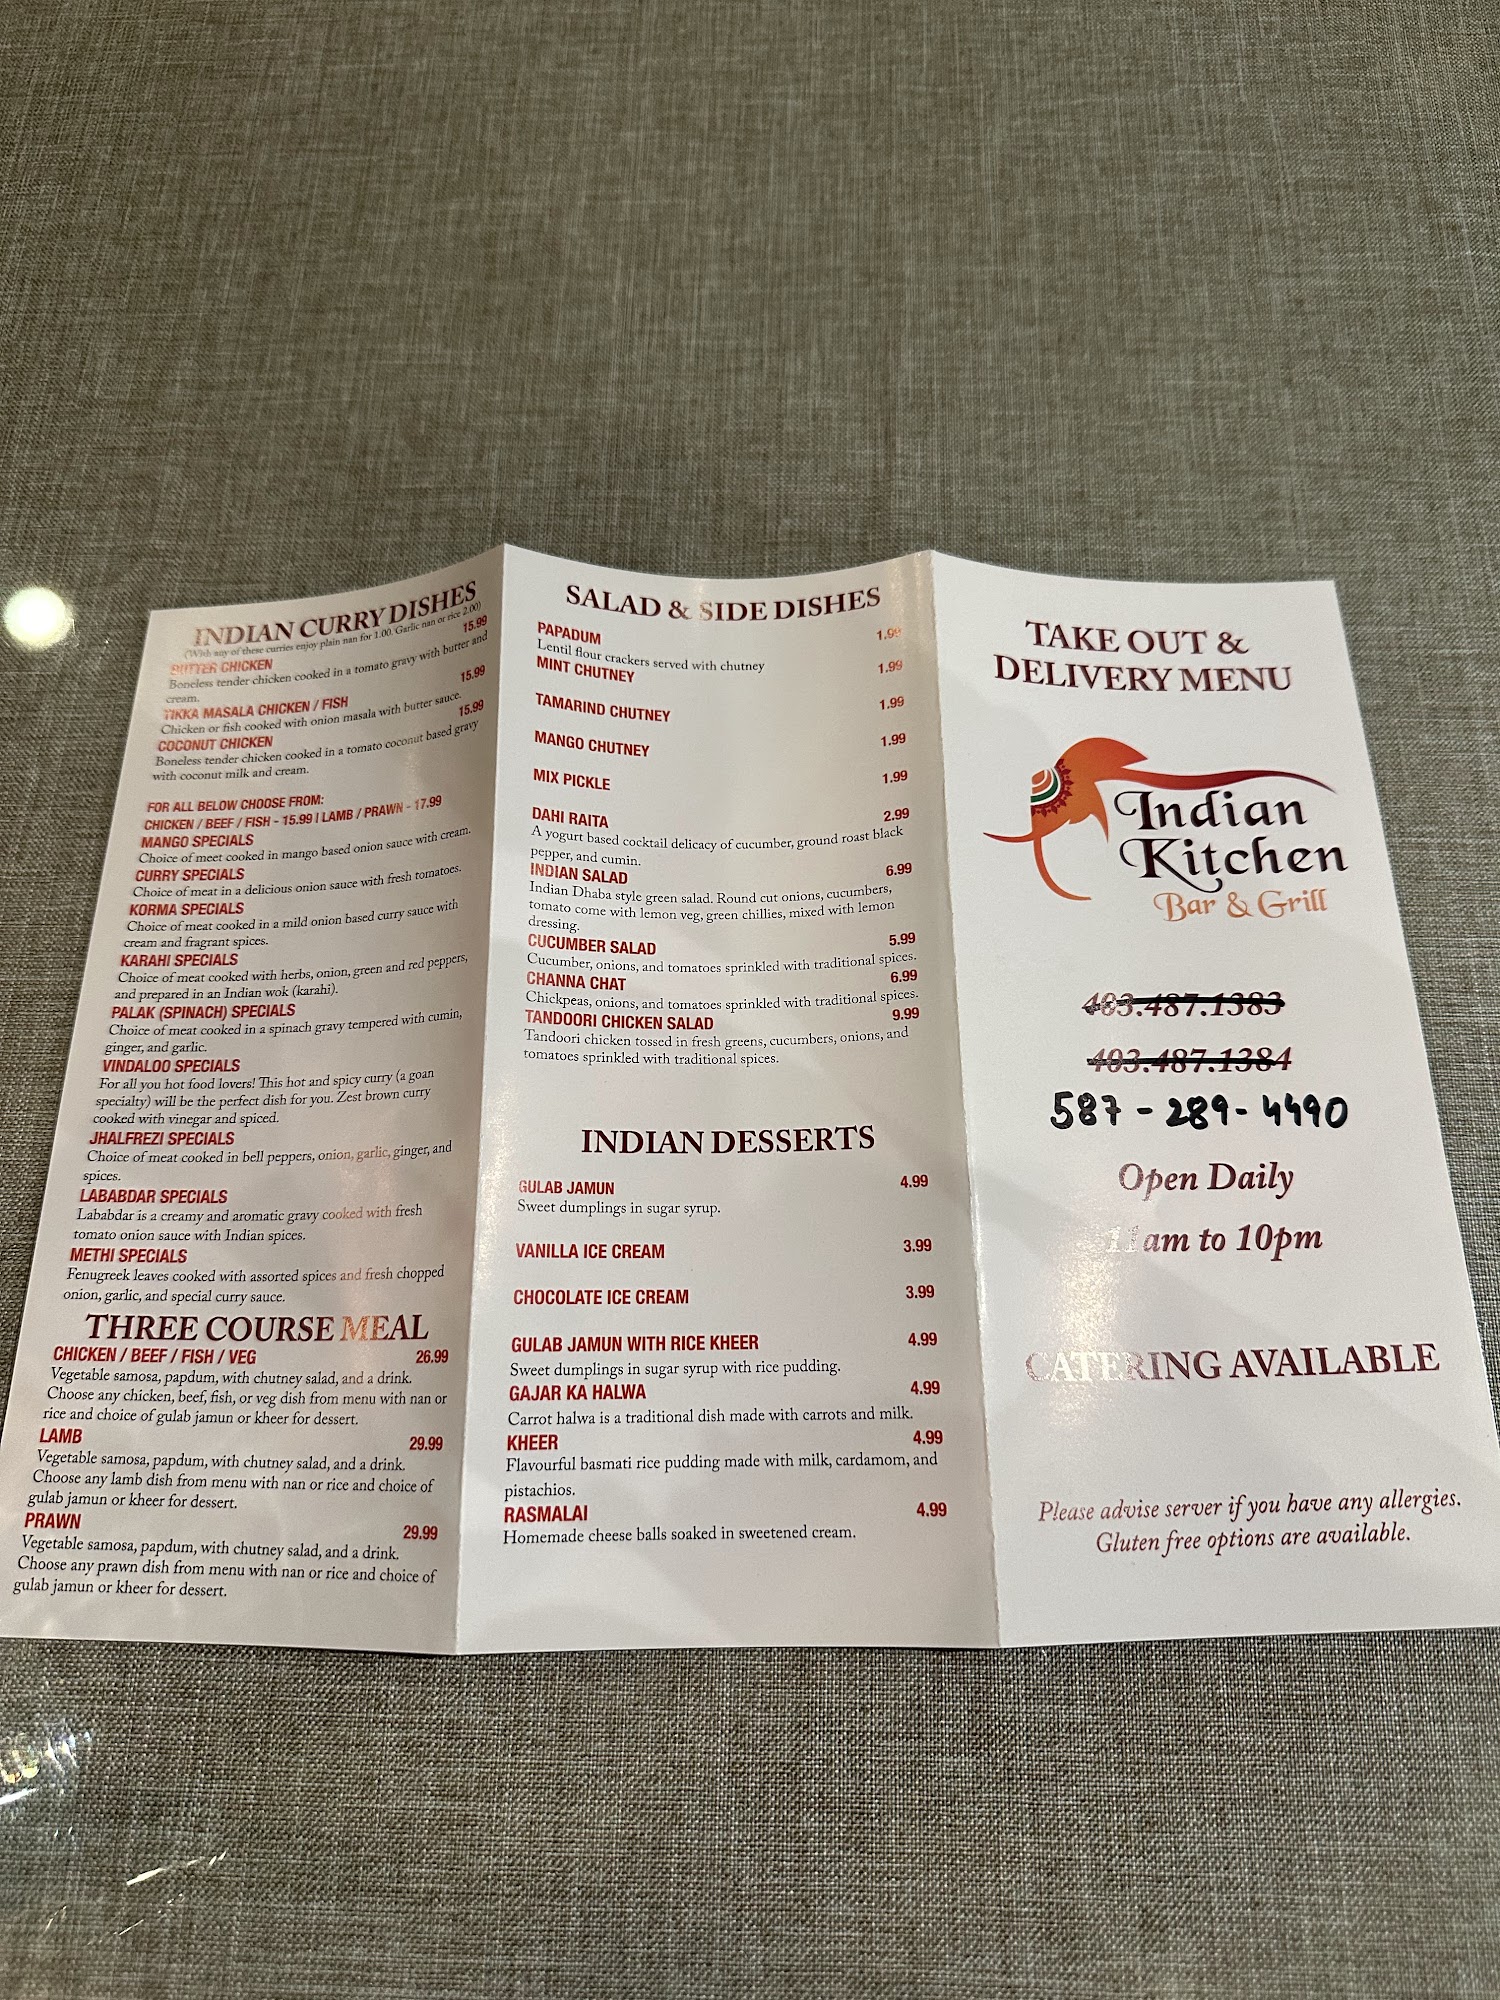 INDIAN CURRY DISHES
(With any of these curries enjoy plain nan for 1.00. Garlic nan or rice 2.00)
BUTTER CHICKEN 15.99
Boneless tender chicken cooked in a tomato gravy with butter and
cream.
TIKKA MASALA CHICKEN / FISH 15.99
Chicken or fish cooked with onion masala with butter sauce.
COCONUT CHICKEN 15.99
Boneless tender chicken cooked in a tomato coconut based gravy
with coconut milk and cream.
FOR ALL BELOW CHOOSE FROM:
CHICKEN / BEEF / FISH - 15.99 | LAMB / PRAWN - 17.99
MANGO SPECIALS
Choice of meet cooked in mango based onion sauce with cream.
CURRY SPECIALS
Choice of meat in a delicious onion sauce with fresh tomatoes.
KORMA SPECIALS
Choice of meat cooked in a mild onion based curry sauce with
cream and fragrant spices.
KARAHI SPECIALS
Choice of meat cooked with herbs, onion, green and red peppers,
and prepared in an Indian wok (karahi).
PALAK (SPINACH) SPECIALS
Choice of meat cooked in a spinach gravy tempered with cumin,
ginger, and garlic.
VINDALOO SPECIALS
For all you hot food lovers! This hot and spicy curry (a goan
specialty) will be the perfect dish for you. Zest brown curry
cooked with vinegar and spiced.
JHALFREZI SPECIALS
Choice of meat cooked in bell peppers, onion, garlic, ginger, and
spices.
LABABDAR SPECIALS
Lababdar is a creamy and aromatic gravy cooked with fresh
tomato onion sauce with Indian spices.
METHI SPECIALS
Fenugreek leaves cooked with assorted spices and fresh chopped
onion, garlic, and special curry sauce.
THREE COURSE MEAL
CHICKEN / BEEF / FISH / VEG 26.99
Vegetable samosa, papdum, with chutney salad, and a drink.
Choose any chicken, beef, fish, or veg dish from menu with nan or
rice and choice of gulab jamun or kheer for dessert.
LAMB 29.99
Vegetable samosa, papdum, with chutney salad, and a drink.
Choose any lamb dish from menu with nan or rice and choice of
gulab jamun or kheer for dessert.
PRAWN 29.99
Vegetable samosa, papdum, with chutney salad, and a drink.
Choose any prawn dish from menu with nan or rice and choice of
gulab jamun or kheer for dessert.
SALAD & SIDE DISHES
PAPADUM 1.99
Lentil flour crackers served with chutney
MINT CHUTNEY 1.99
TAMARIND CHUTNEY 1.99
MANGO CHUTNEY 1.99
MIX PICKLE 1.99
DAHI RAITA 2.99
A yogurt based cocktail delicacy of cucumber, ground roast black
pepper, and cumin.
INDIAN SALAD 6.99
Indian Dhaba style green salad. Round cut onions, cucumbers,
tomato come with lemon veg, green chillies, mixed with lemon
dressing.
CUCUMBER SALAD 5.99
Cucumber, onions, and tomatoes sprinkled with traditional spices.
CHANNA CHAT 6.99
Chickpeas, onions, and tomatoes sprinkled with traditional spices.
TANDOORI CHICKEN SALAD 9.99
Tandoori chicken tossed in fresh greens, cucumbers, onions, and
tomatoes sprinkled with traditional spices.
INDIAN DESSERTS
GULAB JAMUN 4.99
Sweet dumplings in sugar syrup.
VANILLA ICE CREAM 3.99
CHOCOLATE ICE CREAM 3.99
GULAB JAMUN WITH RICE KHEER 4.99
Sweet dumplings in sugar syrup with rice pudding.
GAJAR KA HALWA 4.99
Carrot halwa is a traditional dish made with carrots and milk.
KHEER 4.99
Flavourful basmati rice pudding made with milk, cardamom, and
pistachios.
RASMALAI 4.99
Homemade cheese balls soaked in sweetened cream.
TAKE OUT &
DELIVERY MENU
Indian
Kitchen
Bar & Grill
403.487.1383
403.487.1384
587-289-4490
Open Daily
11am to 10pm
CATERING AVAILABLE
Please advise server if you have any allergies.
Gluten free options are available.